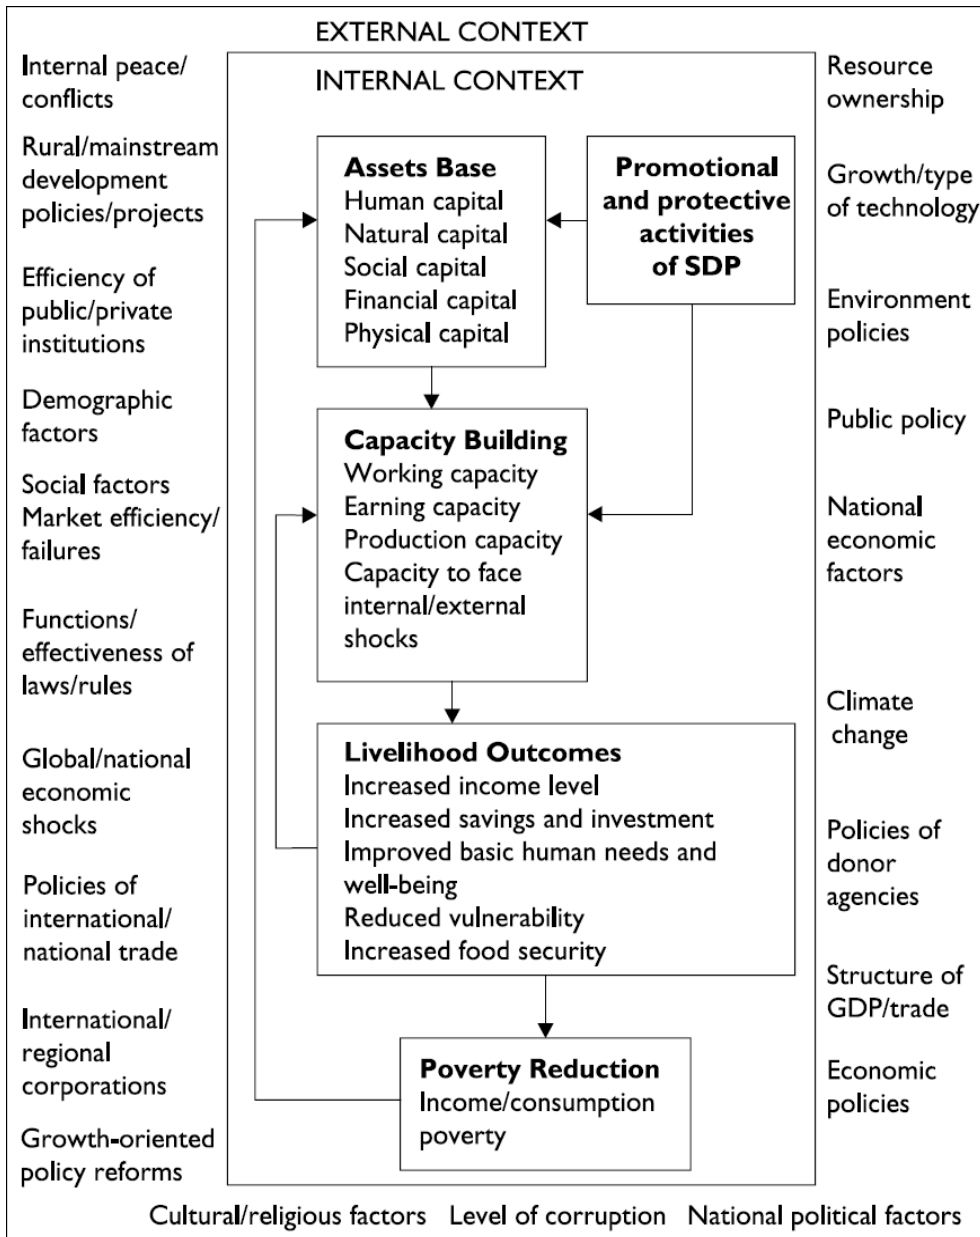 EXTERNAL CONTEXT
INTERNAL CONTEXT
Internal peace/
conflicts
Rural/mainstream
development
policies/projects
Efficiency of
public/private
institutions
Demographic
factors
Social factors
Market efficiency/
failures
Functions/
effectiveness of
laws/rules
Global/national
economic
shocks
Policies of
international/
national trade
International/
regional
corporations
Growth-oriented
policy reforms
Assets Base
Human capital
Natural capital
Social capital
Financial capital
Physical capital
Promotional
and protective
activities
of SDP
Capacity Building
Working capacity
Earning capacity
Production capacity
Capacity to face
internal/external
shocks
Livelihood Outcomes
Increased income level
Increased savings and investment
Improved basic human needs and
well-being
Reduced vulnerability
Increased food security
Poverty Reduction
Income/consumption
poverty
Resource
ownership
Growth/type
of technology
Environment
policies
Public policy
National
economic
factors
Climate
change
Policies of
donor
agencies
Structure of
GDP/trade
Economic
policies
Cultural/religious factors Level of corruption National political factors